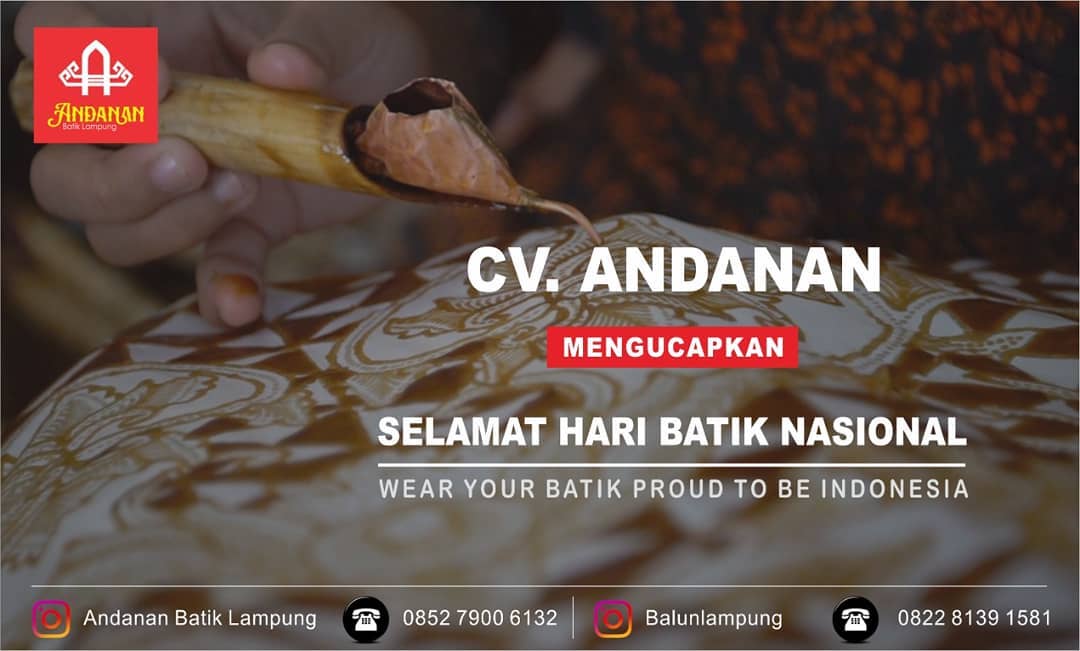 ANDANAN
Batik Lampung
CV. ANDANAN
MENGUCAPKAN
SELAMAT HARI BATIK NASIONAL
WEAR YOUR BATIK PROUD TO BE INDONESIA
Andanan Batik Lampung 0852 7900 6132 Balunlampung 0822 8139 1581